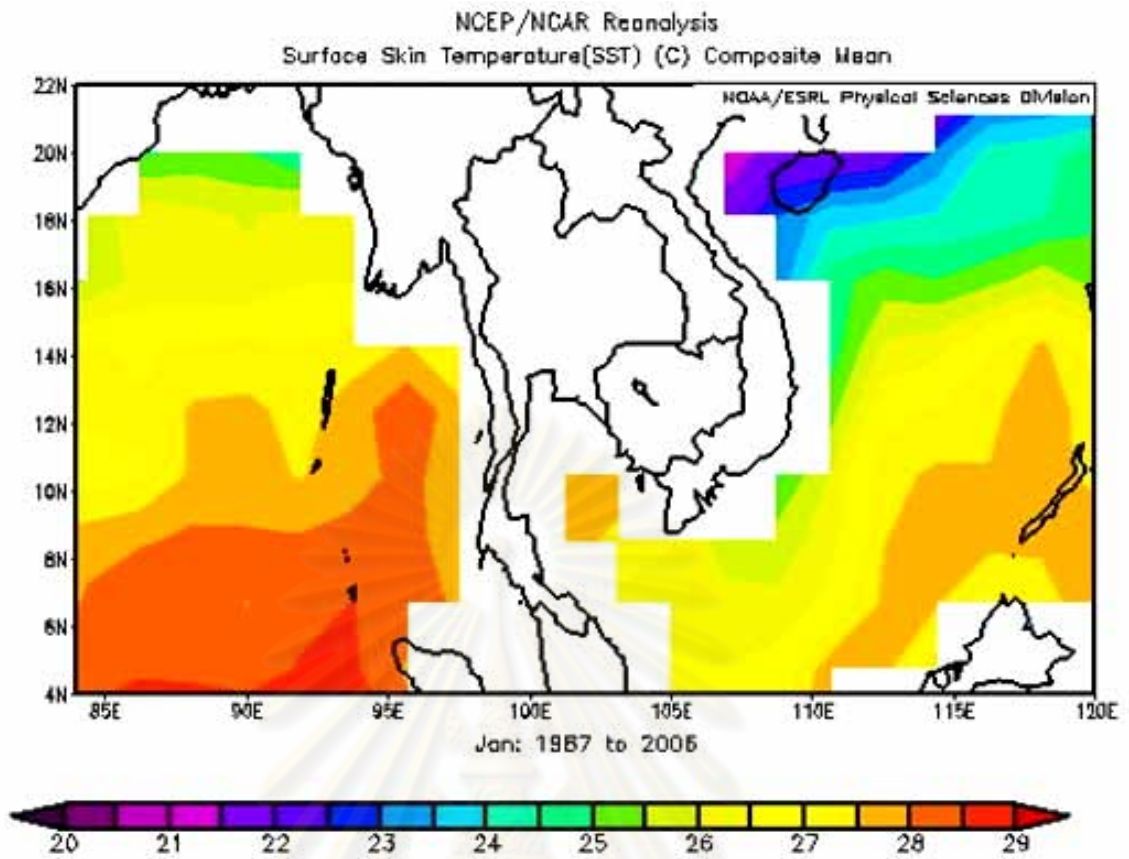 NCEP/NCAR Reanalysis
Surface Skin Temperature(SST) (C) Composite Mean
NOAA/ESRL Physical Sciences Division
22N
20N
18N
16N
14N
12N
10N
8N
6N
4N
85E 90E 95E 100E 105E 110E 115E 120E
Jan: 1987 to 2006
20 21 22 23 24 25 26 27 28 29